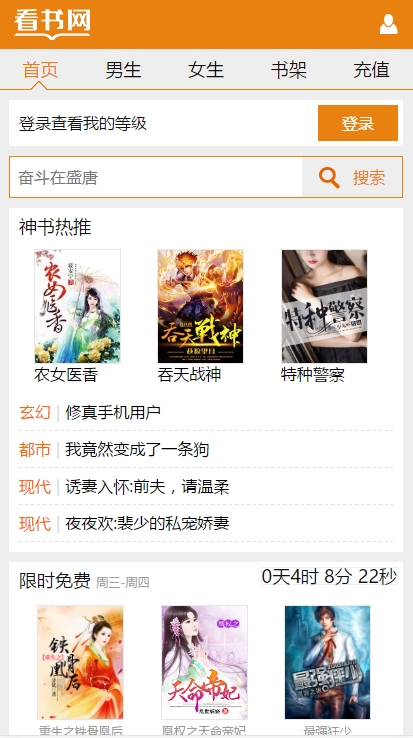 看书网
首页 男生 女生 书架 充值
登录查看我的等级 登录
奋斗在盛唐 搜索
神书热推
农女医香 吞天战神 特种警察
农女医香 吞天战神 特种警察
玄幻 | 修真手机用户
都市 | 我竟然变成了一条狗
现代 | 诱妻入怀:前夫，请温柔
现代 | 夜夜欢:裴少的私宠娇妻
限时免费 周三-周四 0天4时 8分 22秒
铁骨凰后 天命帝妃 最强狂少
重生之铁骨凰后 凰权之天命帝妃 最强狂少